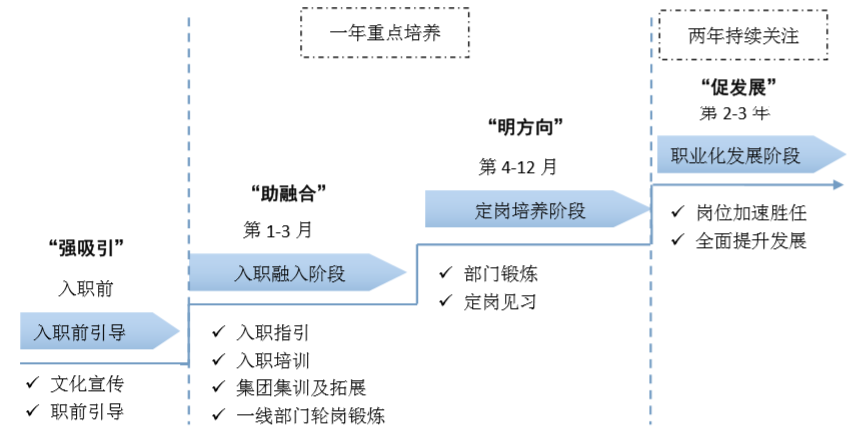 一年重点培养
两年持续关注
“强吸引”
入职前
入职前引导
文化宣传
职前引导
“助融合”
第 1-3 月
入职融入阶段
入职指引
入职培训
集团集训及拓展
一线部门轮岗锻炼
“明方向”
第 4-12 月
定岗培养阶段
部门锻炼
定岗见习
“促发展”
第 2-3 年
职业化发展阶段
岗位加速胜任
全面提升发展